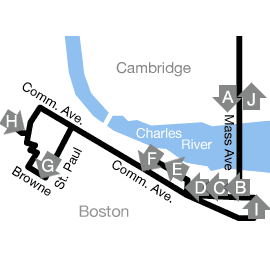 Cambridge
A J
Comm. Ave.
H
Charles
River
Mass Ave
F E
G
St. Paul
Browne
Comm. Ave.
D C B
Boston
I